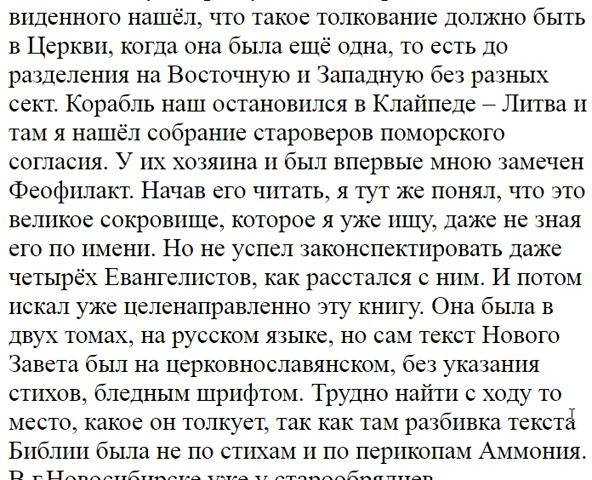 виденного нашёл, что такое толкование должно быть
в Церкви, когда она была ещё одна, то есть до
разделения на Восточную и Западную без разных
сект. Корабль наш остановился в Клайпеде – Литва и
там я нашёл собрание староверов поморского
согласия. У их хозяина и был впервые мною замечен
Феофилакт. Начав его читать, я тут же понял, что это
великое сокровище, которое я уже ищу, даже не зная
его по имени. Но не успел законспектировать даже
четырёх Евангелистов, как расстался с ним. И потом
искал уже целенаправленно эту книгу. Она была в
двух томах, на русском языке, но сам текст Нового
Завета был на церковнославянском, без указания
стихов, бледным шрифтом. Трудно найти с ходу то
место, какое он толкует, так как там разбивка текста
Библии была не по стихам и по перикопам Аммония.
В г.Новосибирске уже у старообрядцев